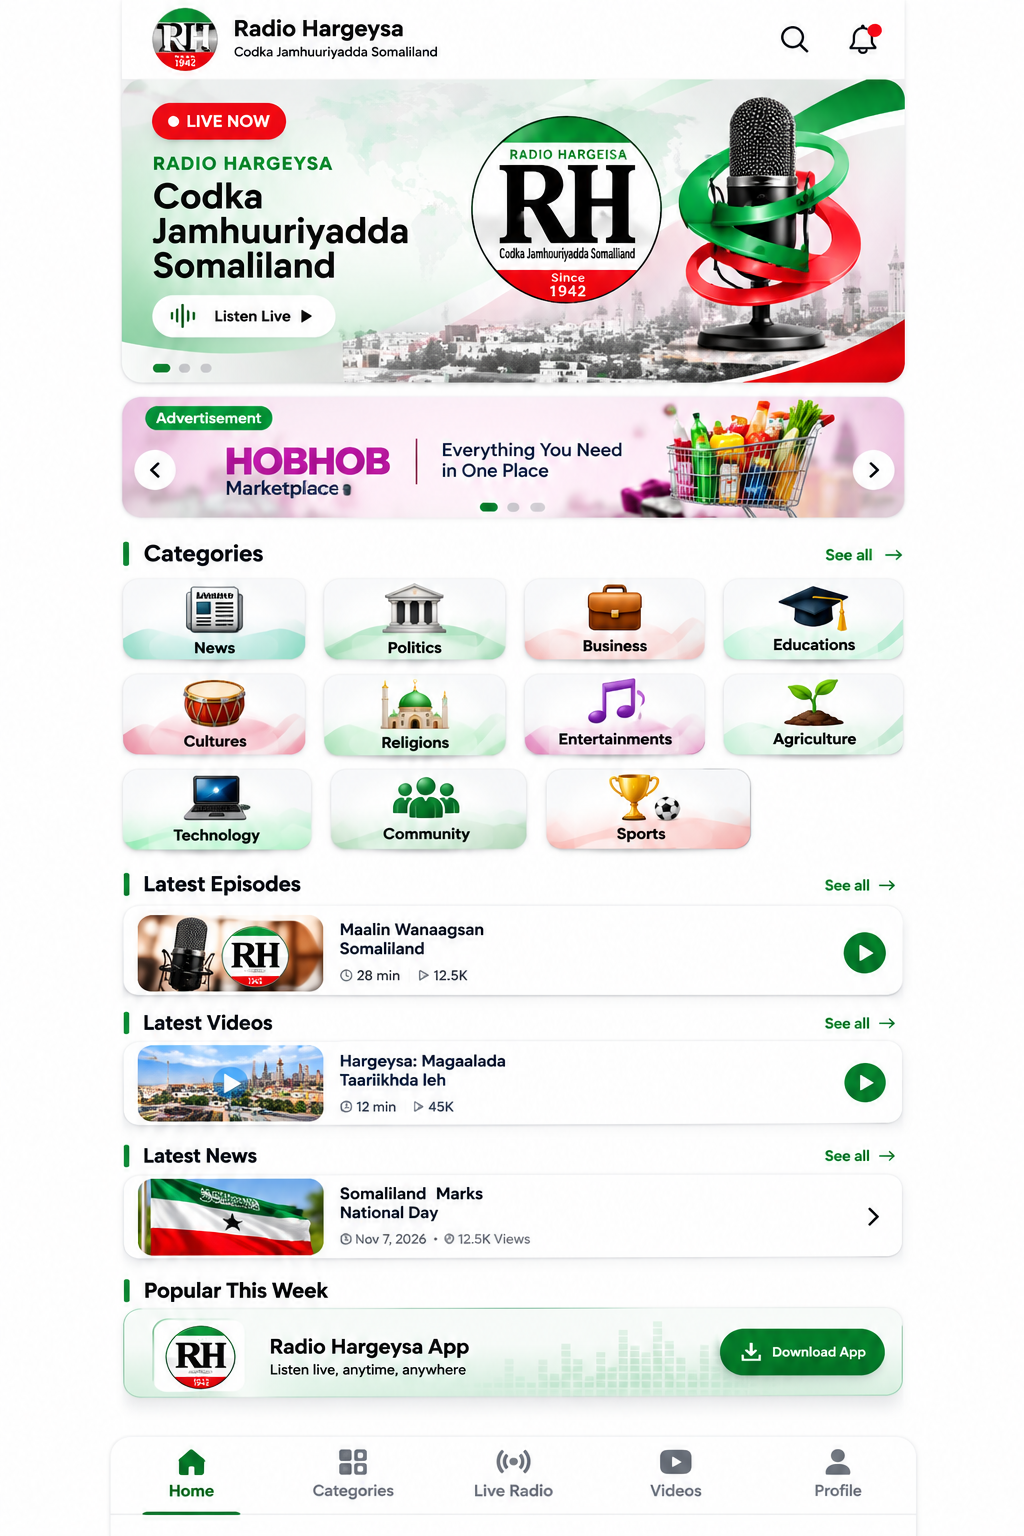 RH
1942
Radio Hargeysa
Codka Jamhuuriyadda Somaliland
LIVE NOW
RADIO HARGEYSA
Codka
Jamhuuriyadda
Somaliland
Listen Live
RADIO HARGEISA
RH
Codka Jamhouriyadda Somalliand
Since
1942
Advertisement
HOBHOB
Marketplace
Everything You Need
in One Place
Categories
See all
News
Politics
Business
Educations
Cultures
Religions
Entertainments
Agriculture
Technology
Community
Sports
Latest Episodes
See all
RH
Maalin Wanaagsan
Somaliland
28 min
12.5K
Latest Videos
See all
Hargeysa: Magaalada
Taariikhda leh
12 min
45K
Latest News
See all
Somaliland Marks
National Day
Nov 7, 2026 • 12.5K Views
Popular This Week
RH
1942
Radio Hargeysa App
Listen live, anytime, anywhere
Download App
Home
Categories
Live Radio
Videos
Profile